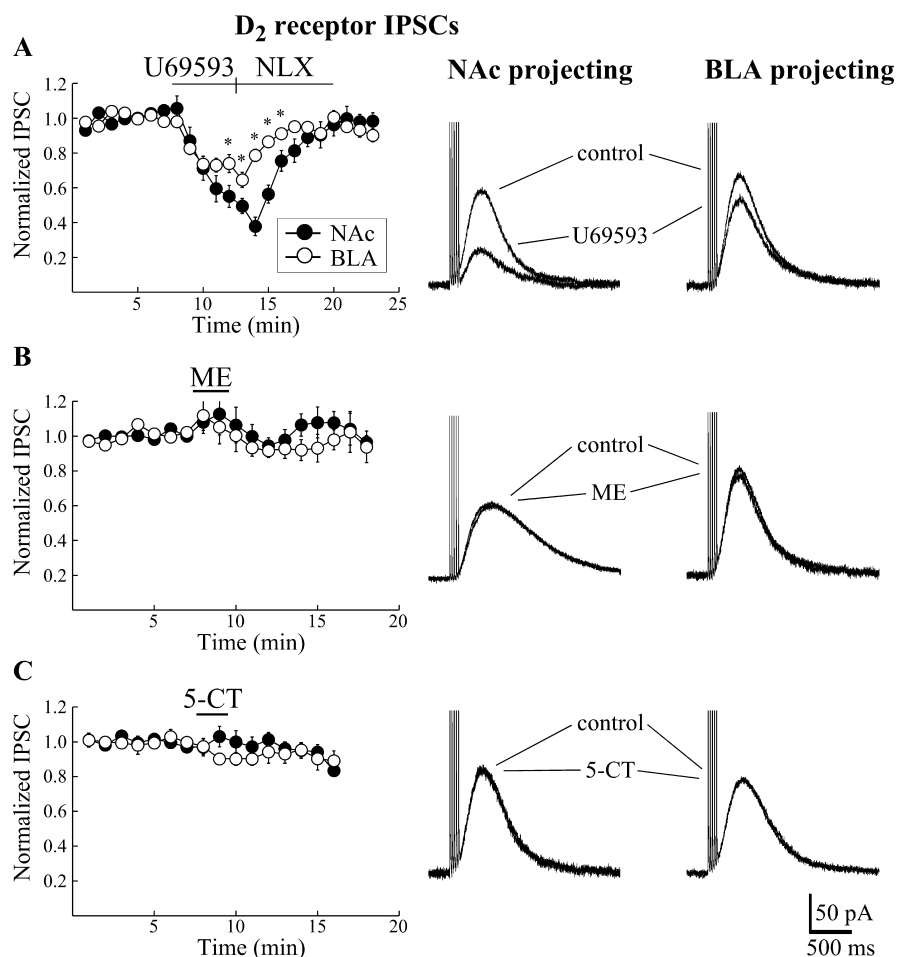 D2 receptor IPSCs
A
U69593 NLX
NAc projecting
BLA projecting
Normalized IPSC
1.2
1.0
0.8
0.6
0.4
0.2
* * * * *
NAc
BLA
5 10 15 20 25
Time (min)
control
U69593
B
ME
Normalized IPSC
1.2
1.0
0.8
0.6
0.4
0.2
5 10 15 20
Time (min)
control
ME
C
5-CT
Normalized IPSC
1.2
1.0
0.8
0.6
0.4
0.2
5 10 15 20
Time (min)
control
5-CT
50 pA
500 ms